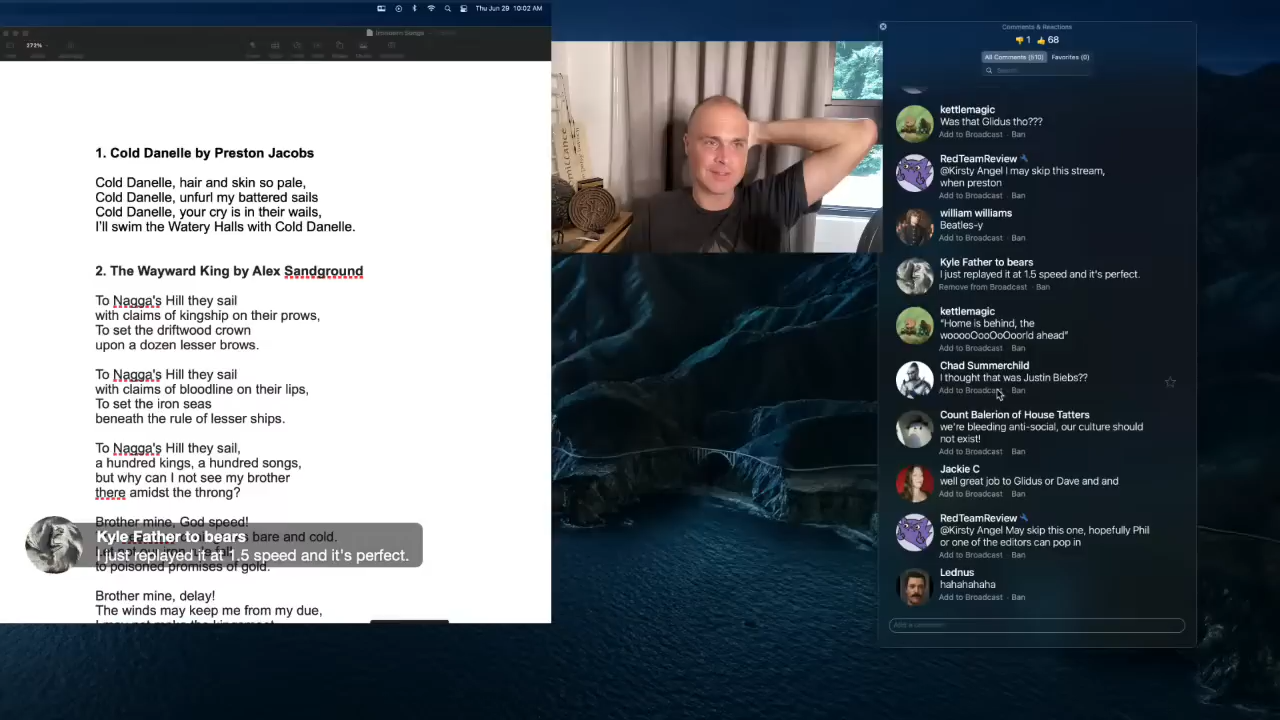 Thu Jun 29 10:02 AM
272%
Ironborn Songs
1. Cold Danelle by Preston Jacobs
Cold Danelle, hair and skin so pale,
Cold Danelle, unfurl my battered sails
Cold Danelle, your cry is in their wails,
I'll swim the Watery Halls with Cold Danelle.
2. The Wayward King by Alex Sandground
To Nagga's Hill they sail
with claims of kingship on their prows,
To set the driftwood crown
upon a dozen lesser brows.
To Nagga's Hill they sail
with claims of bloodline on their lips,
To set the iron seas
beneath the rule of lesser ships.
To Nagga's Hill they sail,
a hundred kings, a hundred songs,
but why can I not see my brother
there amidst the throng?
Brother mine, God speed!
bare and cold.
to poisoned promises of gold.
Brother mine, delay!
The winds may keep me from my due,
Kyle Father to bears
I just replayed it at 1.5 speed and it's perfect.
Comments & Reactions
👎 1 👍 68
All Comments (510) Favorites (0)
Search
kettlemagic
Was that Glidus tho???
Add to Broadcast · Ban
RedTeamReview
@Kirsty Angel I may skip this stream,
when preston
Add to Broadcast · Ban
william williams
Beatles-y
Add to Broadcast · Ban
Kyle Father to bears
I just replayed it at 1.5 speed and it's perfect.
Remove from Broadcast · Ban
kettlemagic
“Home is behind, the
wooooOooOoOoorld ahead”
Add to Broadcast · Ban
Chad Summerchild
I thought that was Justin Biebs??
Add to Broadcast · Ban
Count Balerion of House Tatters
we're bleeding anti-social, our culture should
not exist!
Add to Broadcast · Ban
Jackie C
well great job to Glidus or Dave and and
Add to Broadcast · Ban
RedTeamReview
@Kirsty Angel May skip this one, hopefully Phil
or one of the editors can pop in
Add to Broadcast · Ban
Lednus
hahahahaha
Add to Broadcast · Ban
Add a comment